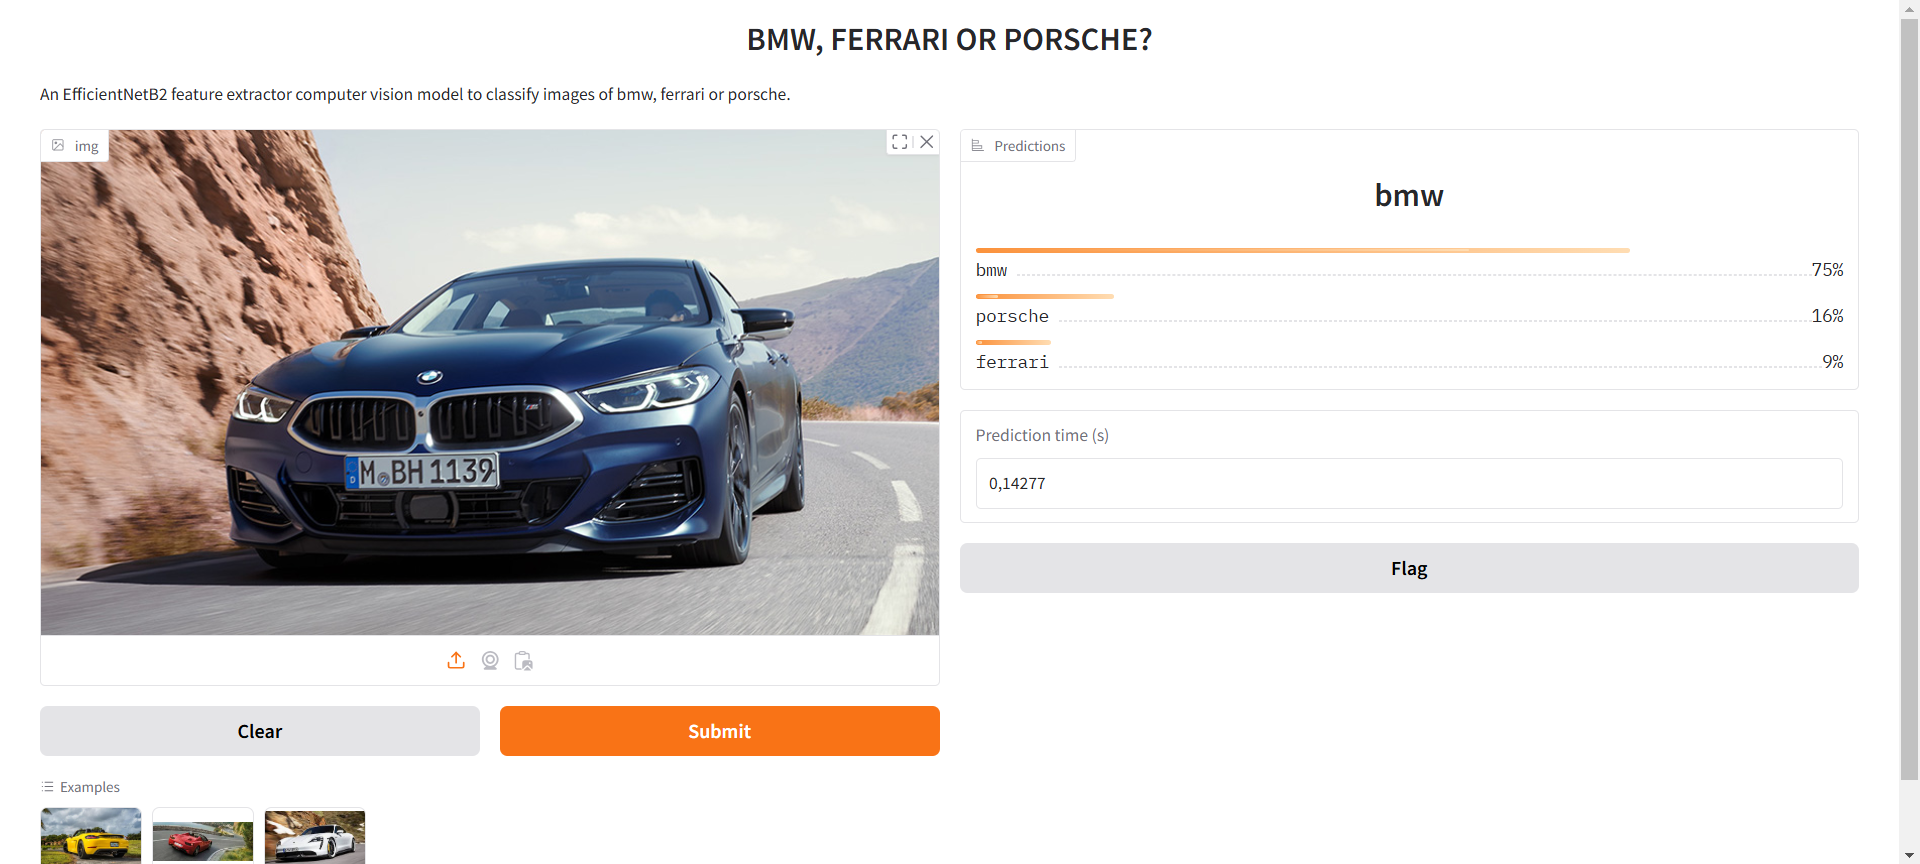 BMW, FERRARI OR PORSCHE?
An EfficientNetB2 feature extractor computer vision model to classify images of bmw, ferrari or porsche.
img
M BH 1139
D
Clear
Submit
Examples
Predictions
bmw
bmw 75%
porsche 16%
ferrari 9%
Prediction time (s)
0,14277
Flag